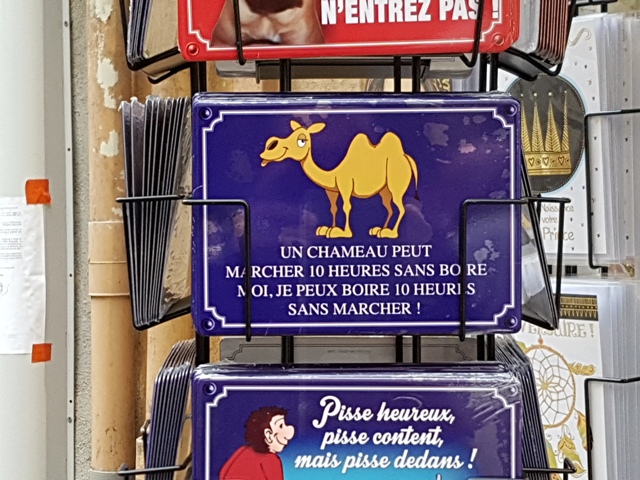 N'ENTREZ PAS !
UN CHAMEAU PEUT
MARCHER 10 HEURES SANS BOIRE
MOI, JE PEUX BOIRE 10 HEURES
SANS MARCHER !
Pisse heureux,
pisse content,
mais pisse dedans !
Prince